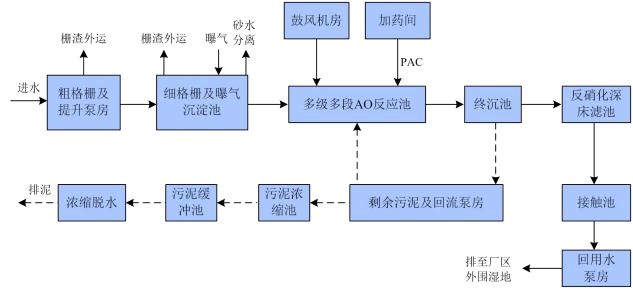 栅渣外运
栅渣外运
曝气
砂水
分离
鼓风机房
加药间
PAC
进水
粗格栅及
提升泵房
细格栅及曝气
沉淀池
多级多段AO反应池
终沉池
反硝化深
床滤池
排泥
浓缩脱水
污泥缓
冲池
污泥浓
缩池
剩余污泥及回流泵房
接触池
排至厂区
外围湿地
回用水
泵房